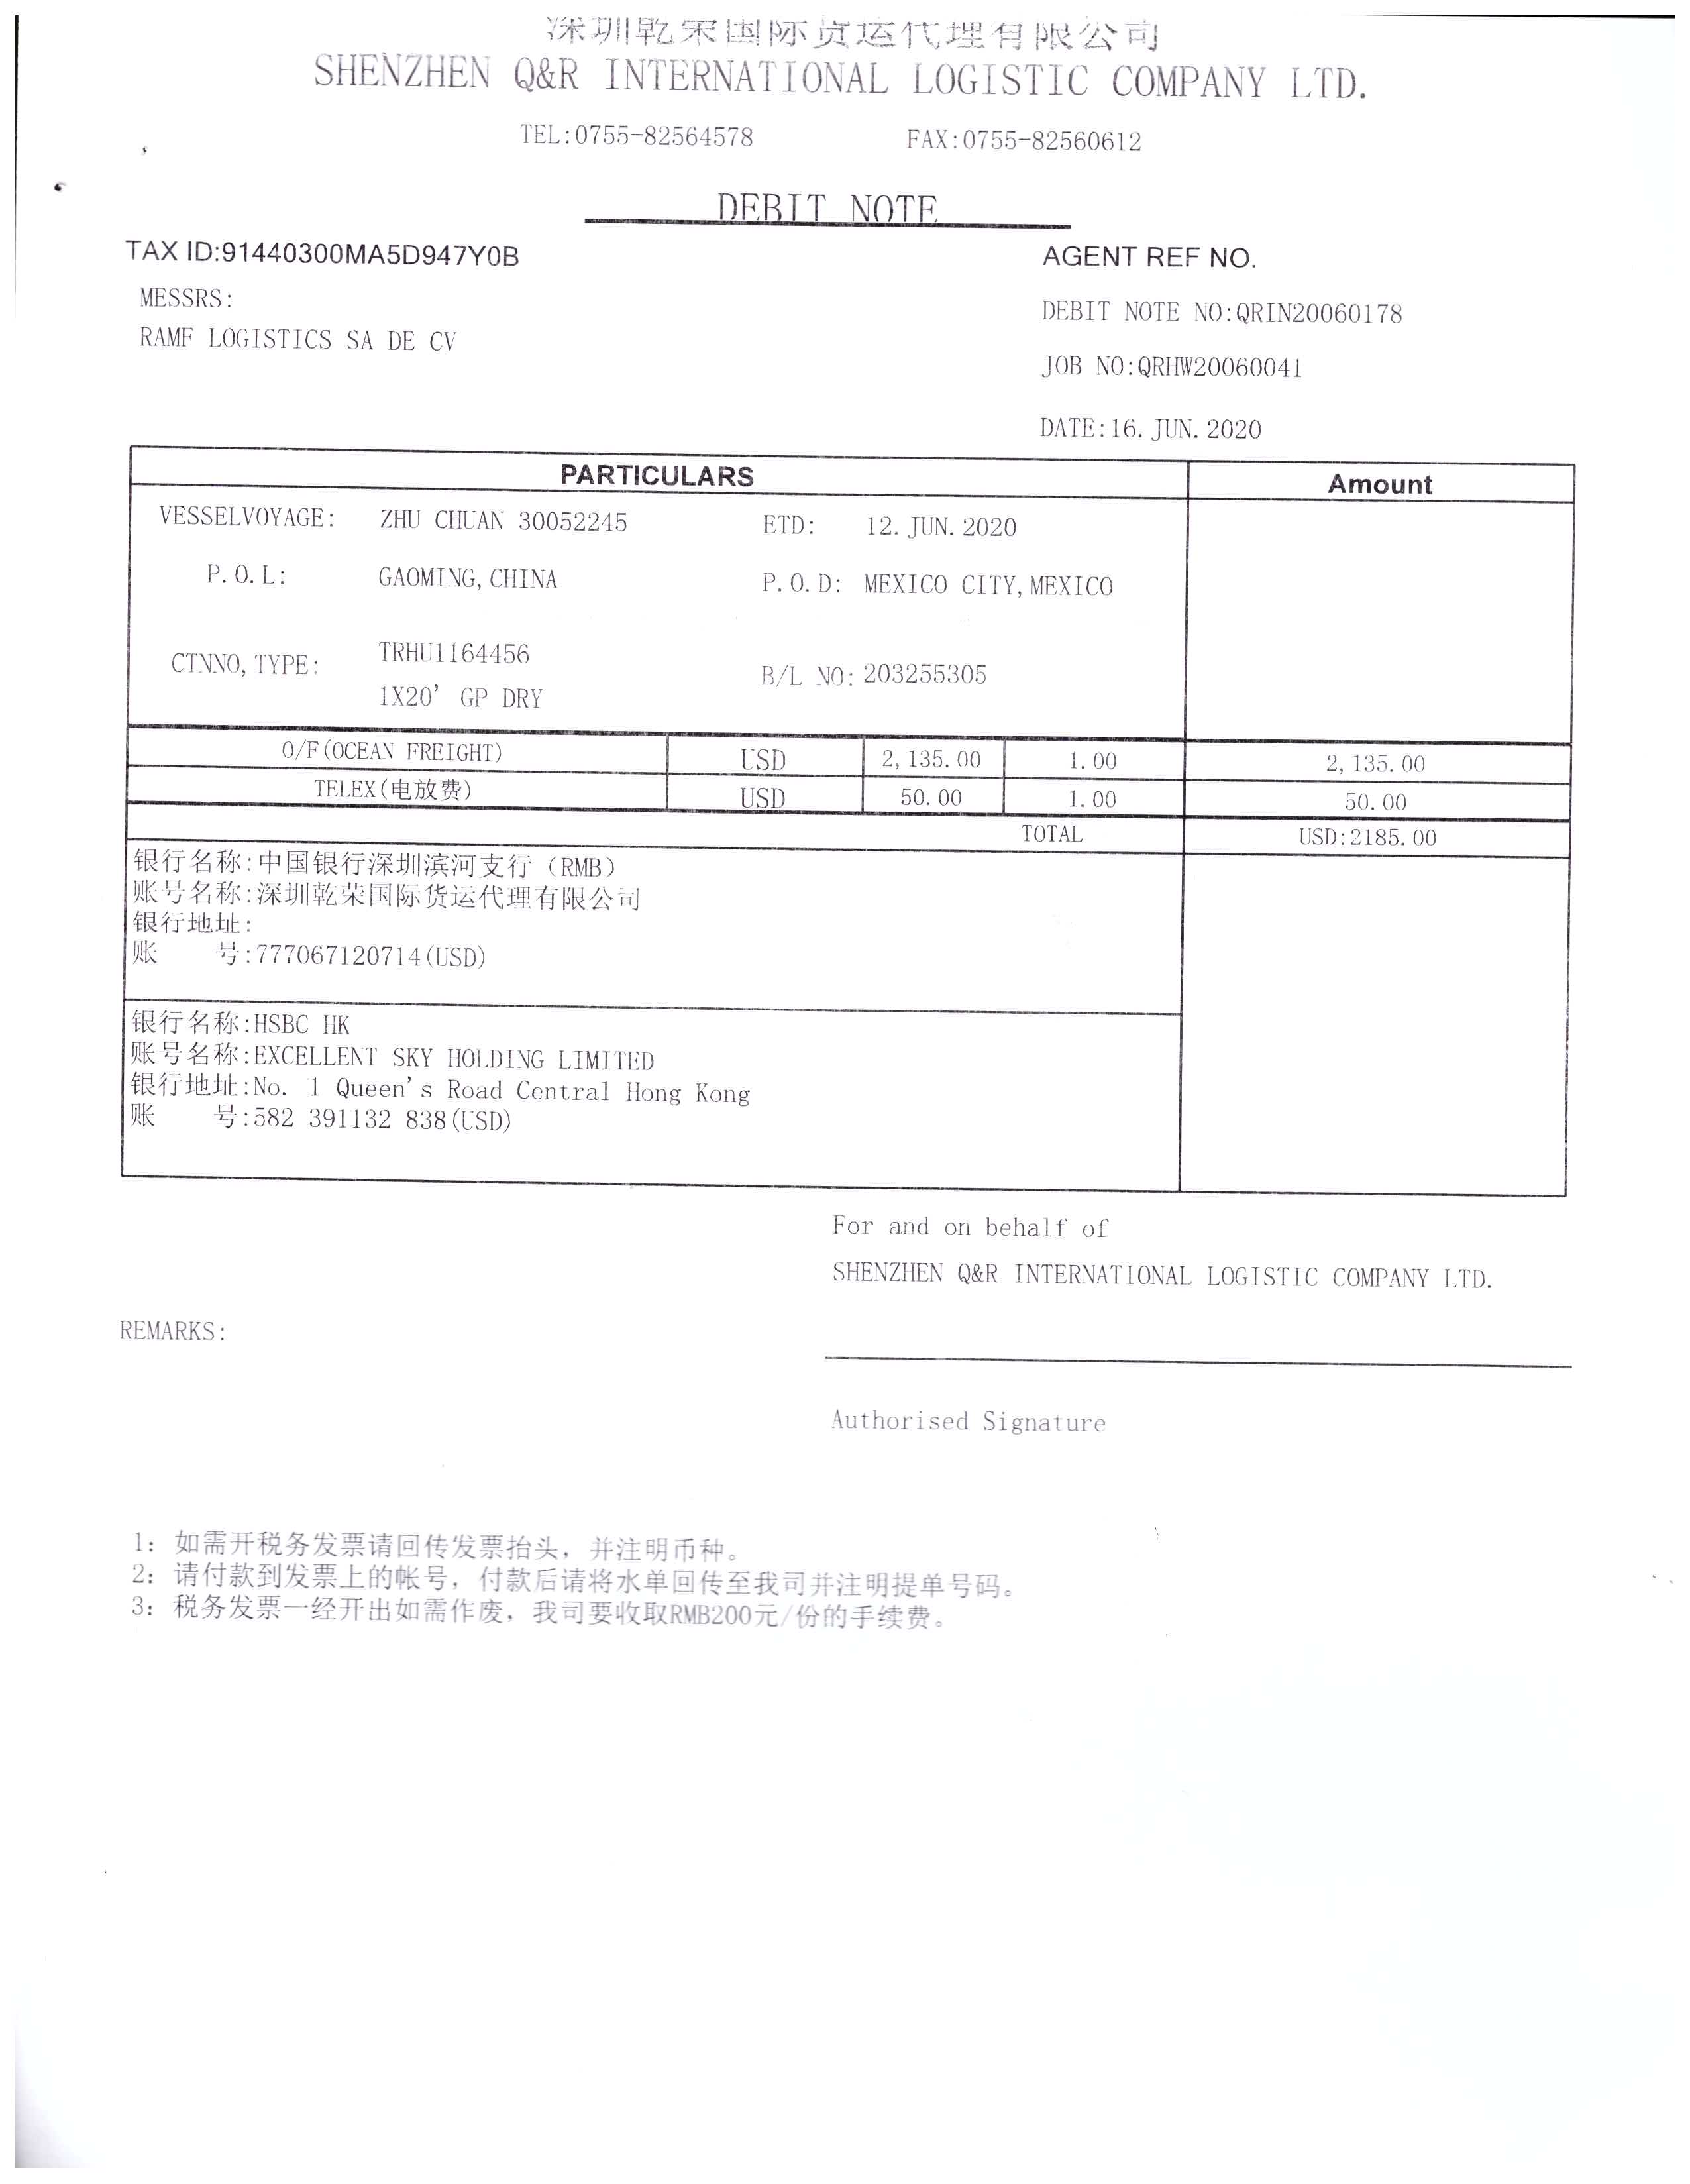 深圳乾荣国际货运代理有限公司
SHENZHEN Q&R INTERNATIONAL LOGISTIC COMPANY LTD.
TEL:0755-82564578 FAX:0755-82560612
DEBIT NOTE
TAX ID:91440300MA5D947Y0B AGENT REF NO.
MESSRS:
DEBIT NOTE NO:QRIN20060178
RAMF LOGISTICS SA DE CV
JOB NO:QRHW20060041
DATE:16.JUN.2020
PARTICULARS Amount
VESSELVOYAGE: ZHU CHUAN 30052245 ETD: 12.JUN.2020
P.O.L: GAOMING,CHINA P.O.D: MEXICO CITY,MEXICO
CTNNO,TYPE: TRHU1164456 B/L NO: 203255305
1X20' GP DRY
O/F(OCEAN FREIGHT) USD 2,135.00 1.00 2,135.00
TELEX(电放费) USD 50.00 1.00 50.00
TOTAL USD:2185.00
银行名称:中国银行深圳滨河支行（RMB）
账号名称:深圳乾荣国际货运代理有限公司
银行地址:
账 号:777067120714(USD)
银行名称:HSBC HK
账号名称:EXCELLENT SKY HOLDING LIMITED
银行地址:No. 1 Queen's Road Central Hong Kong
账 号:582 391132 838(USD)
For and on behalf of
SHENZHEN Q&R INTERNATIONAL LOGISTIC COMPANY LTD.
REMARKS:
Authorised Signature
1: 如需开税务发票请回传发票抬头，并注明币种。
2: 请付款到发票上的帐号，付款后请将水单回传至我司并注明提单号码。
3: 税务发票一经开出如需作废，我司要收取RMB200元/份的手续费。